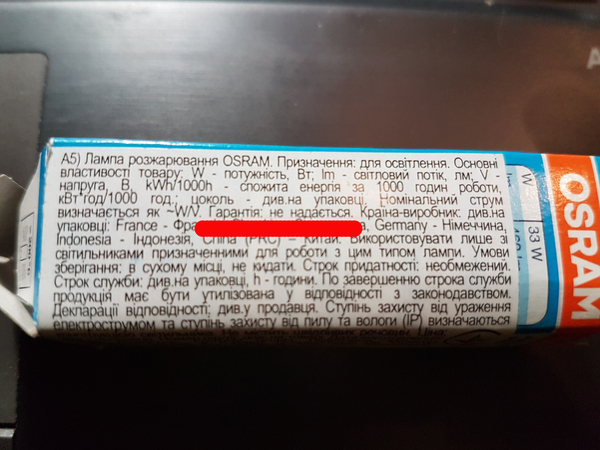 А5) Лампа розжарювання OSRAM. Призначення: для освітлення. Основні
властивості товару: W - потужність, Вт; lm - світловий потік, лм; V -
напруга, В, kWh/1000h - спожита енергія за 1000 годин роботи,
кВт*год/1000 год.; цоколь - див.на упаковці. Номінальний струм
визначається як ~W/V. Гарантія: не надається. Країна-виробник: див.на
упаковці: France - Germany - Німеччина,
Indonesia - Індонезія, China (PRC) – Китай. Використовувати лише зі
світильниками призначенними для роботи з цим типом лампи. Умови
зберігання: в сухому місці, не кидати. Строк придатності: необмежений.
Строк служби: див.на упаковці, h - години. По завершенню строка служби
продукція має бути утилізована у відповідності з законодавством.
Декларації відповідності: див.у продавця. Ступінь захисту від ураження
електрострумом та ступінь захисту від пилу та вологи (IP) визначаються
W 33 W
OSRAM